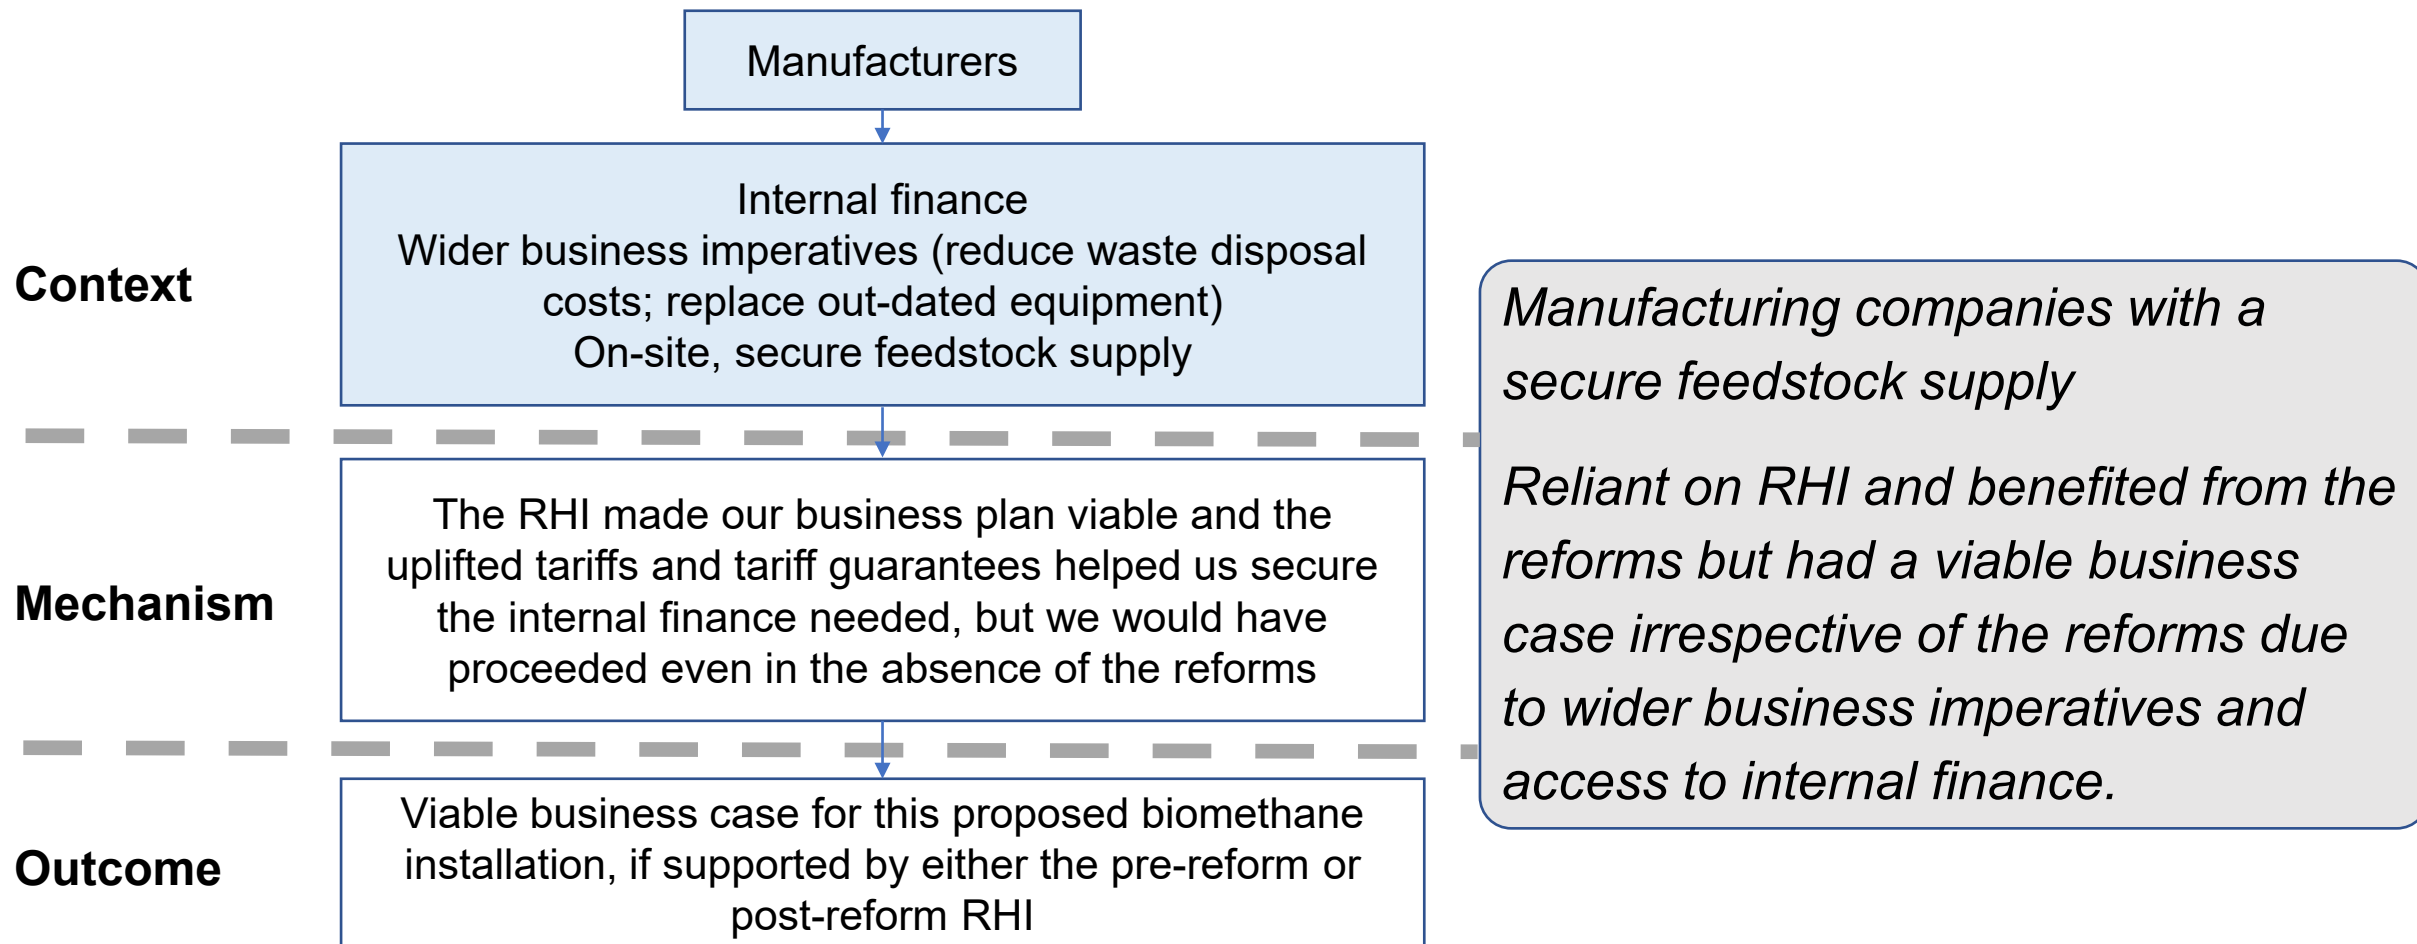 Manufacturers
Context
Internal finance
Wider business imperatives (reduce waste disposal
costs; replace out-dated equipment)
On-site, secure feedstock supply
Mechanism
The RHI made our business plan viable and the
uplifted tariffs and tariff guarantees helped us secure
the internal finance needed, but we would have
proceeded even in the absence of the reforms
Outcome
Viable business case for this proposed biomethane
installation, if supported by either the pre-reform or
post-reform RHI
Manufacturing companies with a
secure feedstock supply
Reliant on RHI and benefited from the
reforms but had a viable business
case irrespective of the reforms due
to wider business imperatives and
access to internal finance.